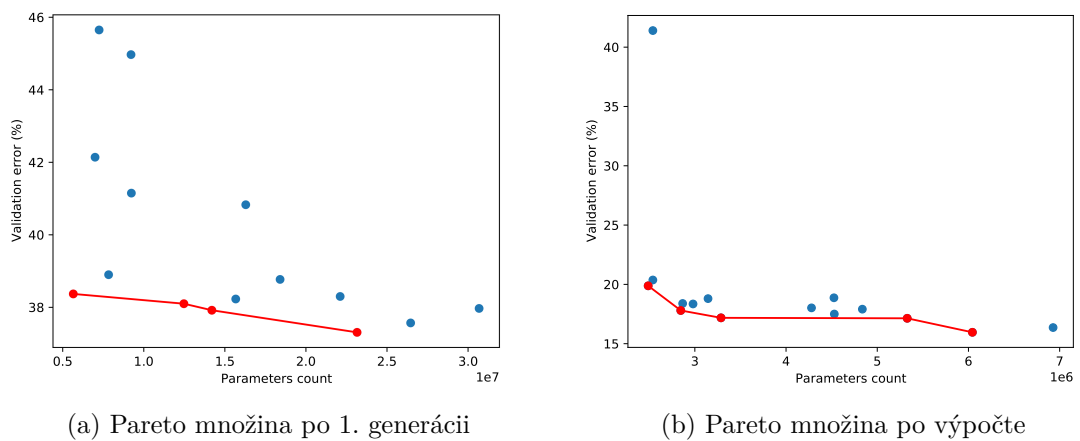 46
44
42
40
38
Validation error (%)
0.5 1.0 1.5 2.0 2.5 3.0
1e7
Parameters count
(a) Pareto množina po 1. generácii
40
35
30
25
20
15
Validation error (%)
3 4 5 6 7
1e6
Parameters count
(b) Pareto množina po výpočte